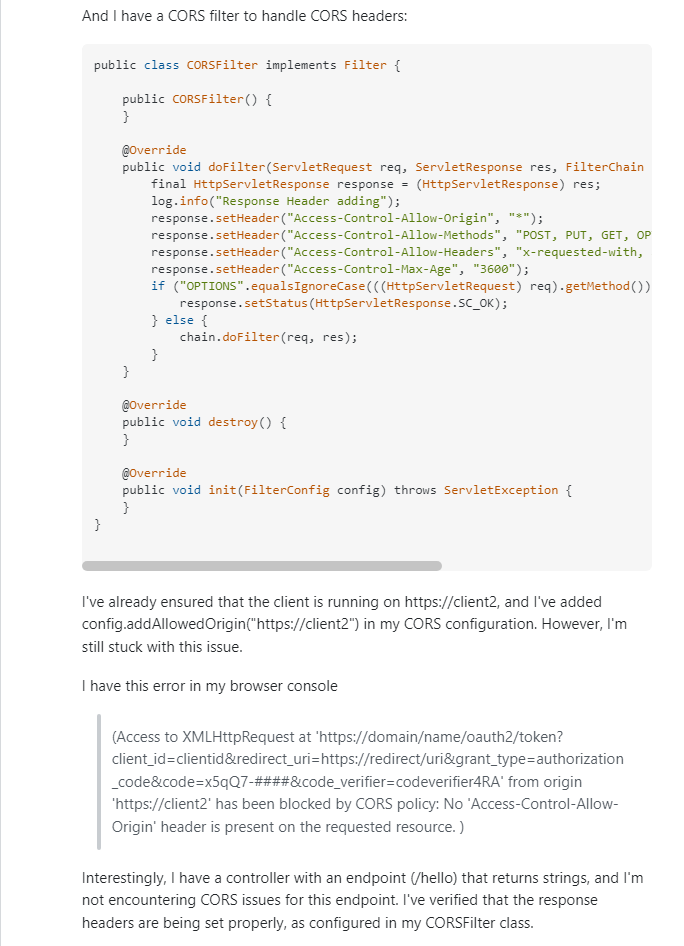 And I have a CORS filter to handle CORS headers:
public class CORSFilter implements Filter {
public CORSFilter() {
}
@Override
public void doFilter(ServletRequest req, ServletResponse res, FilterChain
final HttpServletResponse response = (HttpServletResponse) res;
log.info("Response Header adding");
response.setHeader("Access-Control-Allow-Origin", "*");
response.setHeader("Access-Control-Allow-Methods", "POST, PUT, GET, OP
response.setHeader("Access-Control-Allow-Headers", "x-requested-with,
response.setHeader("Access-Control-Max-Age", "3600");
if ("OPTIONS".equalsIgnoreCase(((HttpServletRequest) req).getMethod())
response.setStatus(HttpServletResponse.SC_OK);
} else {
chain.doFilter(req, res);
}
}
@Override
public void destroy() {
}
@Override
public void init(FilterConfig config) throws ServletException {
}
}
I've already ensured that the client is running on https://client2, and I've added
config.addAllowedOrigin("https://client2") in my CORS configuration. However, I'm
still stuck with this issue.
I have this error in my browser console
(Access to XMLHttpRequest at 'https://domain/name/oauth2/token?
client_id=clientid&redirect_uri=https://redirect/uri&grant_type=authorization
_code&code=x5qQ7-####&code_verifier=codeverifier4RA' from origin
'https://client2' has been blocked by CORS policy: No 'Access-Control-Allow-
Origin' header is present on the requested resource. )
Interestingly, I have a controller with an endpoint (/hello) that returns strings, and I'm
not encountering CORS issues for this endpoint. I've verified that the response
headers are being set properly, as configured in my CORSFilter class.